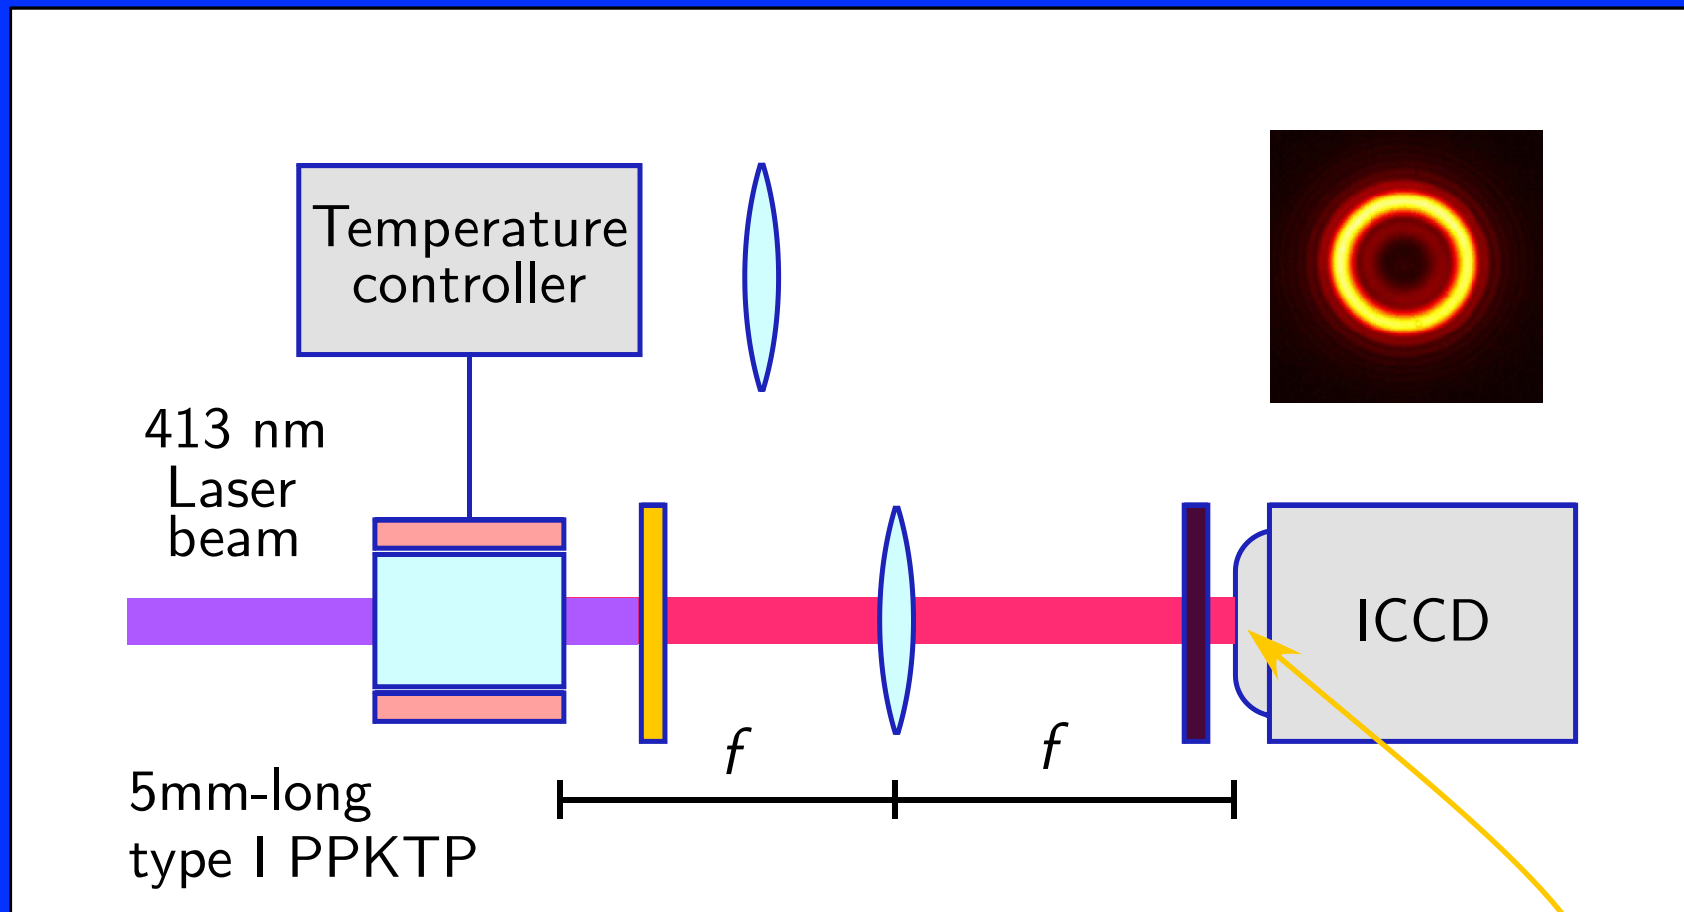 Temperature
controller
413 nm
Laser
beam
ICCD
f
f
5mm-long
type I PPKTP